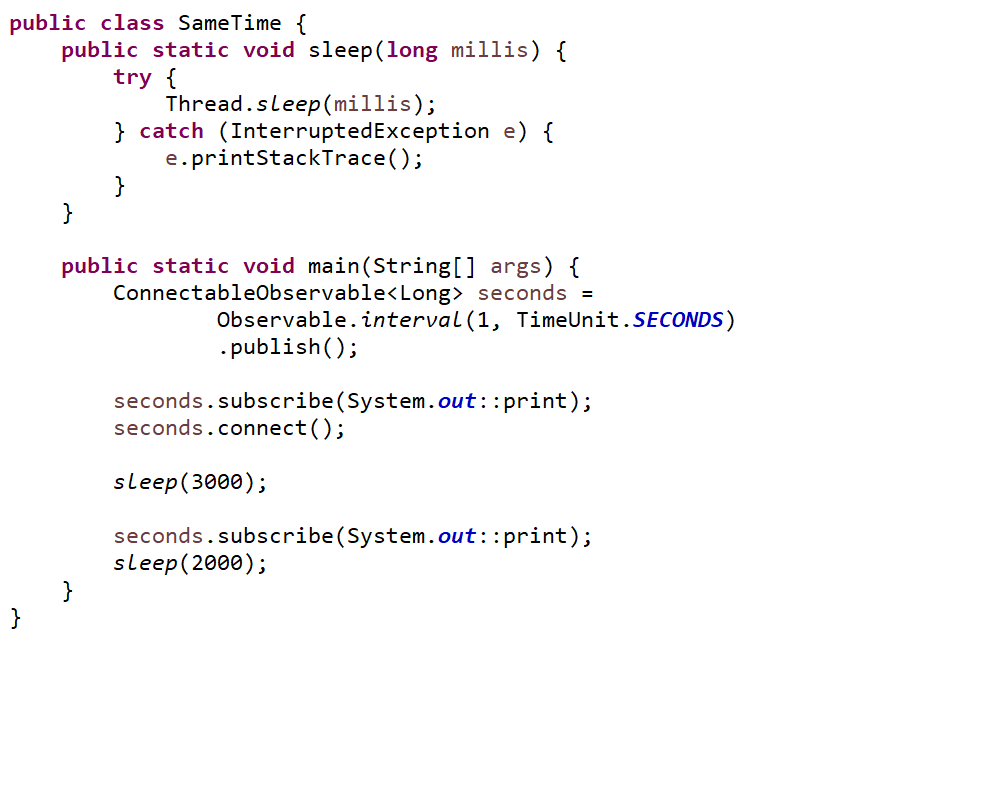 public class SameTime {
    public static void sleep(long millis) {
        try {
            Thread.sleep(millis);
        } catch (InterruptedException e) {
            e.printStackTrace();
        }
    }

    public static void main(String[] args) {
        ConnectableObservable<Long> seconds =
                Observable.interval(1, TimeUnit.SECONDS)
                .publish();

        seconds.subscribe(System.out::print);
        seconds.connect();

        sleep(3000);

        seconds.subscribe(System.out::print);
        sleep(2000);
    }
}